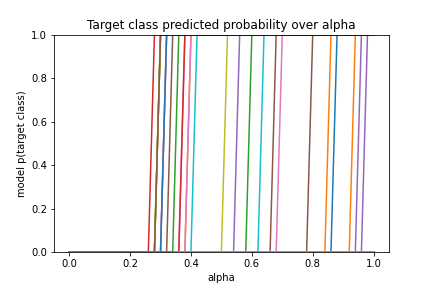 Target class predicted probability over alpha
model p(target class)
1.0
0.8
0.6
0.4
0.2
0.0
0.0 0.2 0.4 0.6 0.8 1.0
alpha